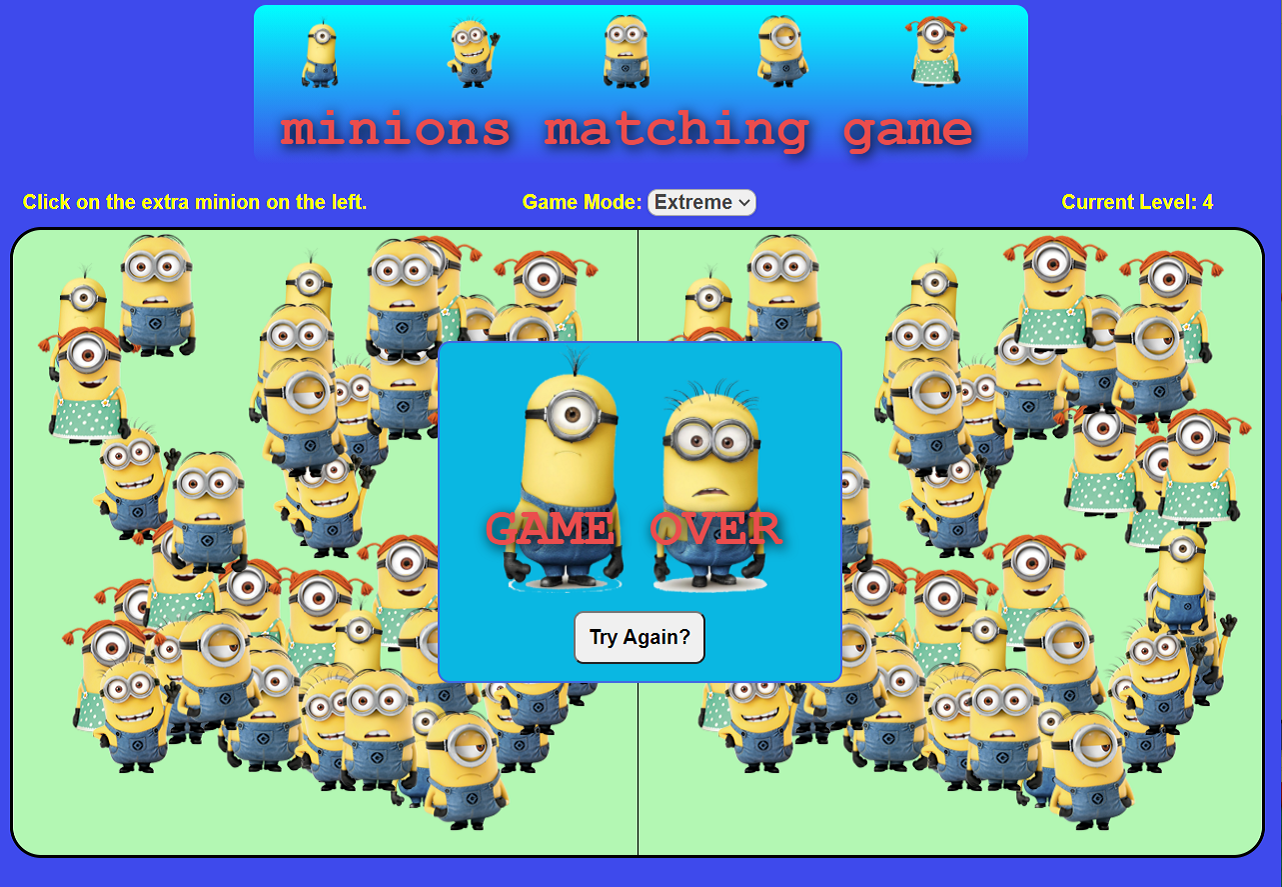 minions matching game
Click on the extra minion on the left.
Game Mode: Extreme
Current Level: 4
GAME OVER
Try Again?